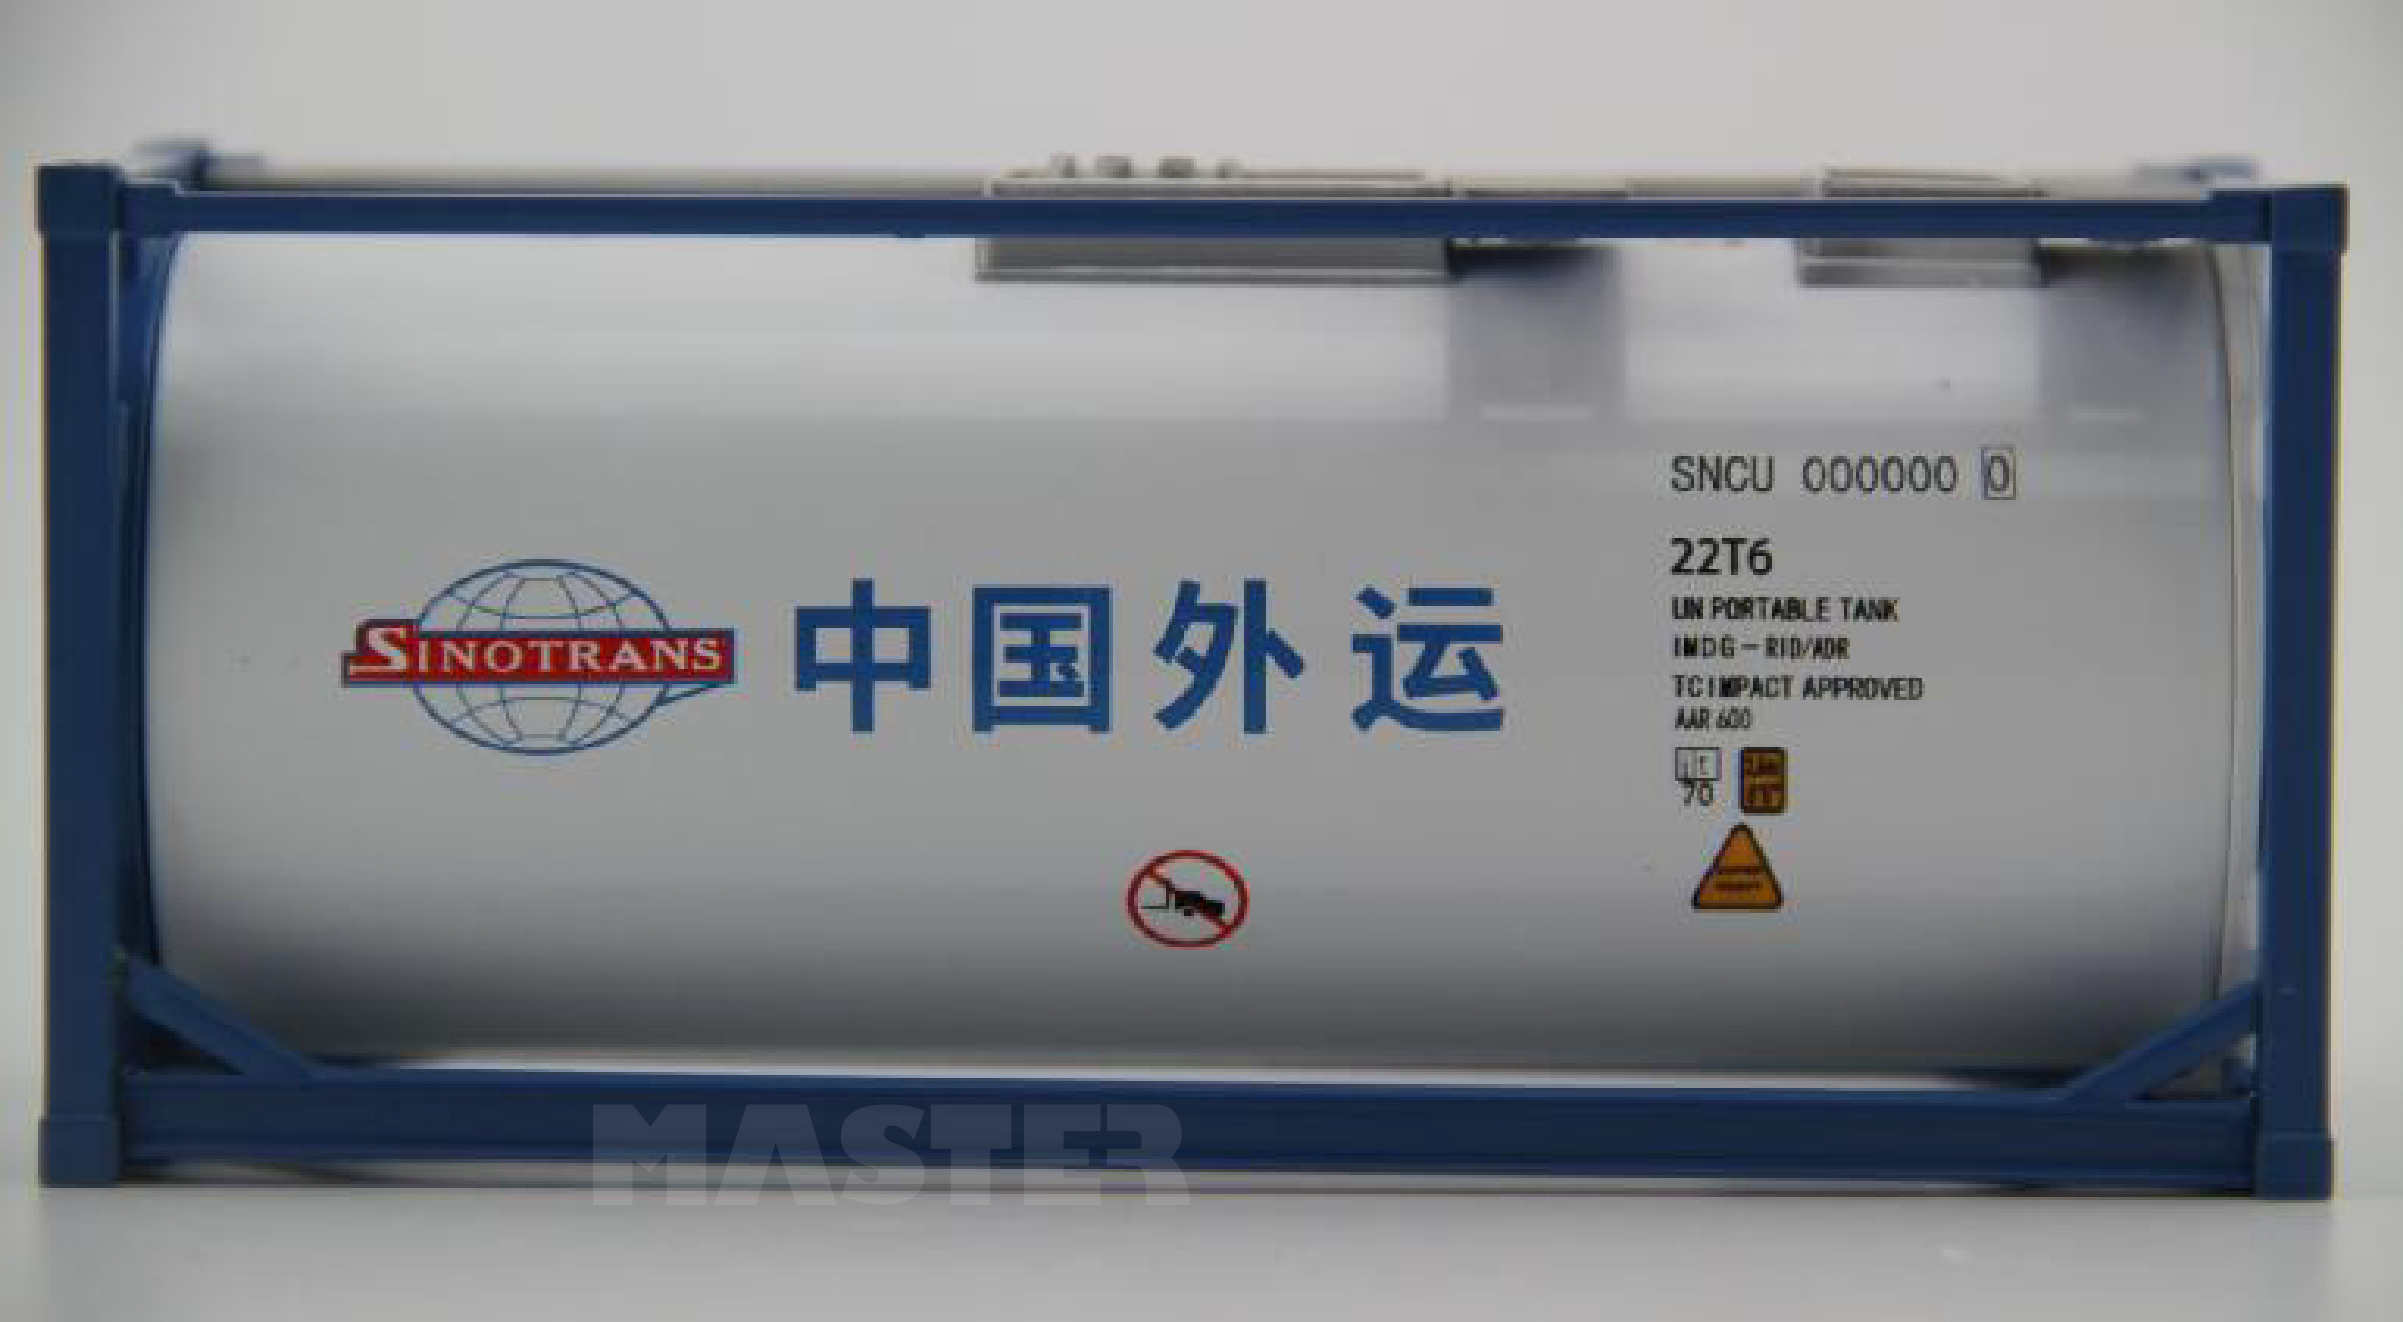 SNCU 000000 0
22T6
UN PORTABLE TANK
IMDG-RID/ADR
TC IMPACT APPROVED
AAR 600
70
SINOTRANS 中国外运
MASTER